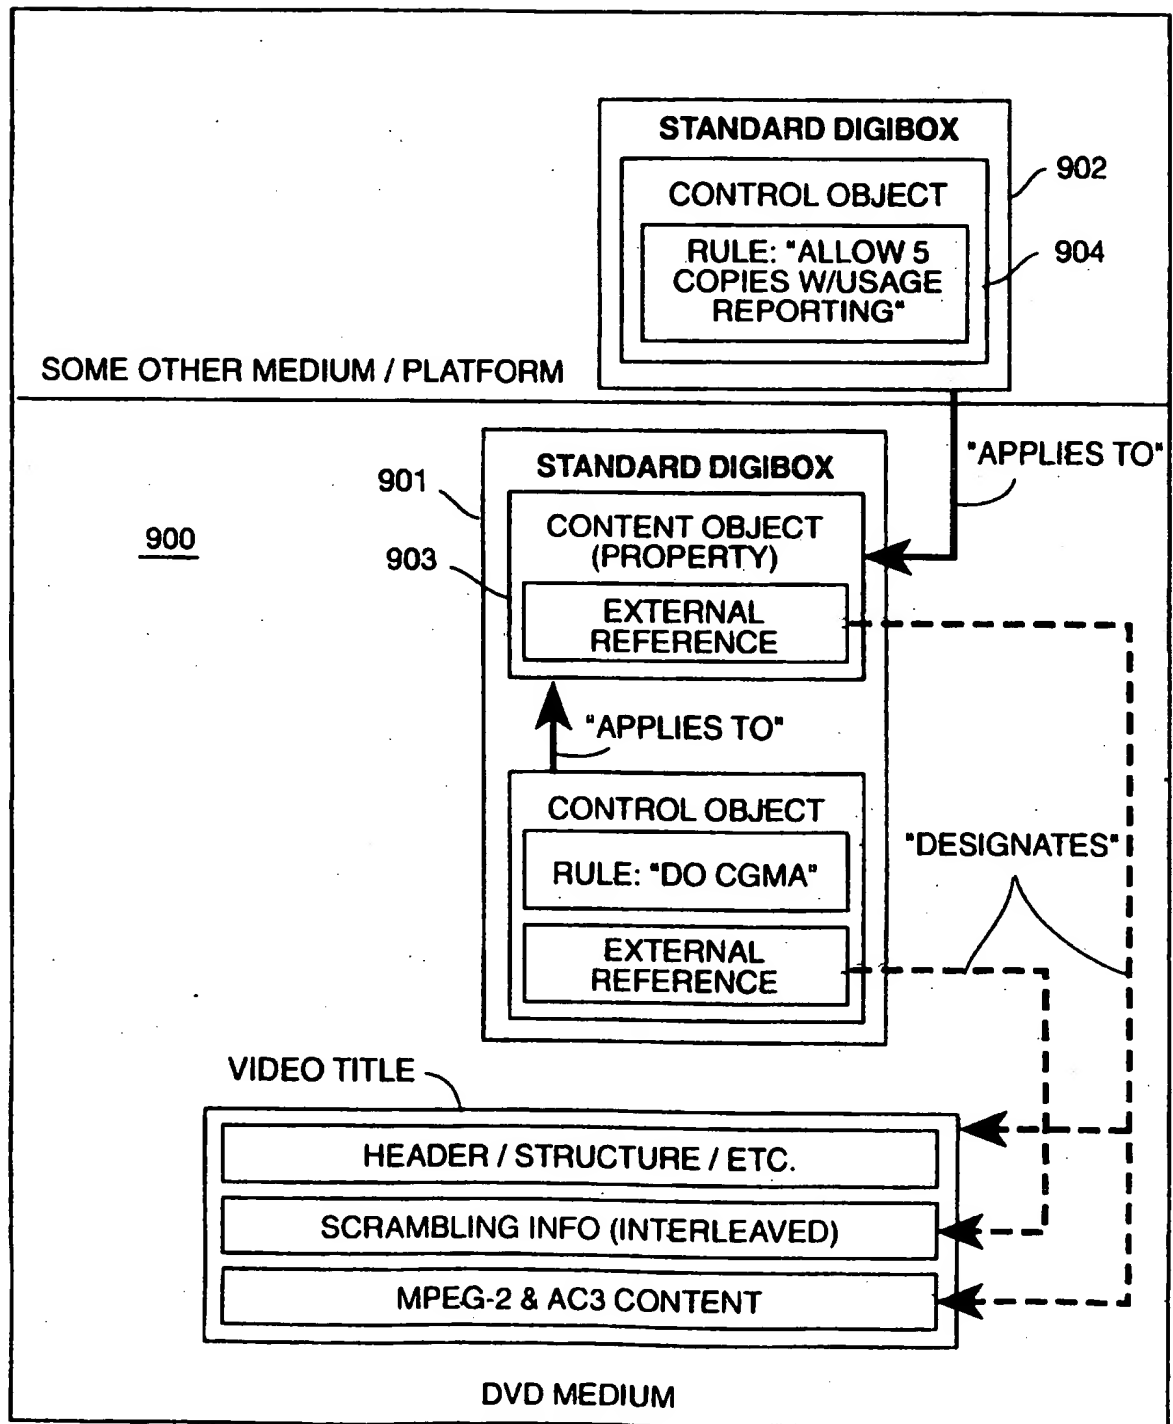 STANDARD DIGIBOX
902
CONTROL OBJECT
RULE: "ALLOW 5
COPIES W/USAGE
REPORTING"
904
SOME OTHER MEDIUM / PLATFORM
"APPLIES TO"
STANDARD DIGIBOX
901
CONTENT OBJECT
(PROPERTY)
900
903
EXTERNAL
REFERENCE
"APPLIES TO"
CONTROL OBJECT
"DESIGNATES"
RULE: "DO CGMA"
EXTERNAL
REFERENCE
VIDEO TITLE
HEADER / STRUCTURE / ETC.
SCRAMBLING INFO (INTERLEAVED)
MPEG-2 & AC3 CONTENT
DVD MEDIUM